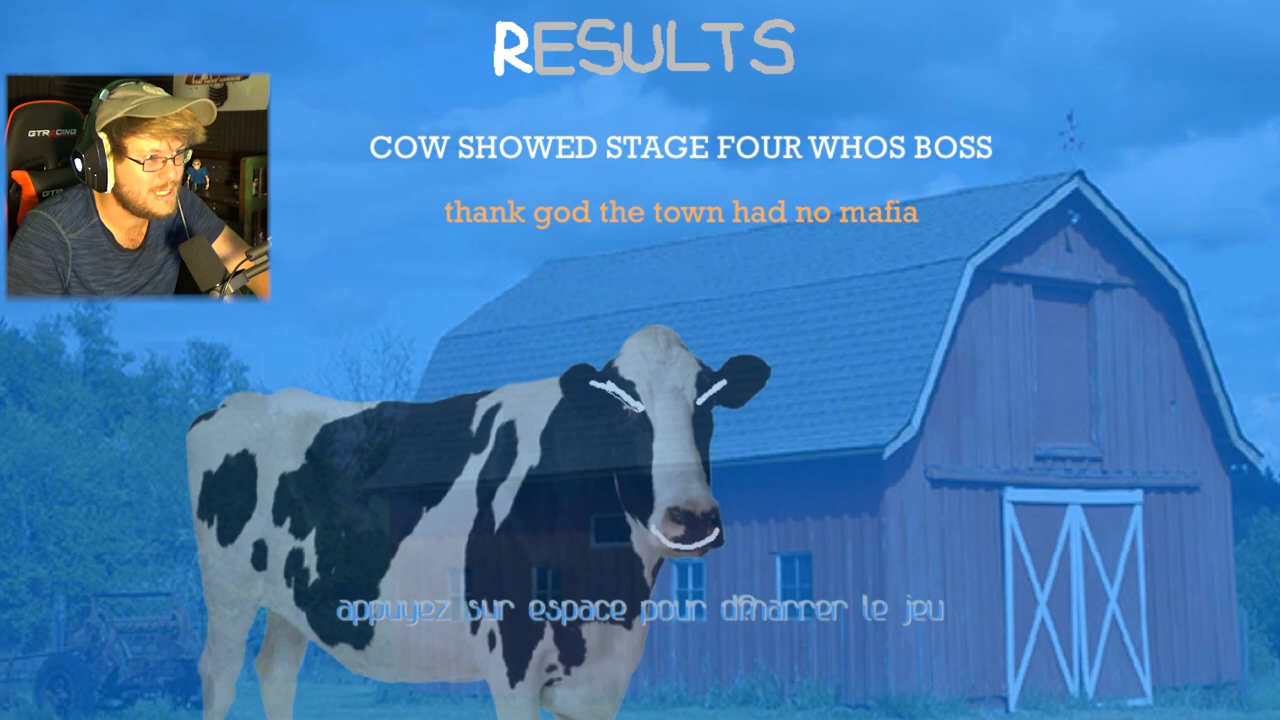 RESULTS
GTRACING
COW SHOWED STAGE FOUR WHOS BOSS
thank god the town had no mafia
appuyez sur espace pour démarrer le jeu